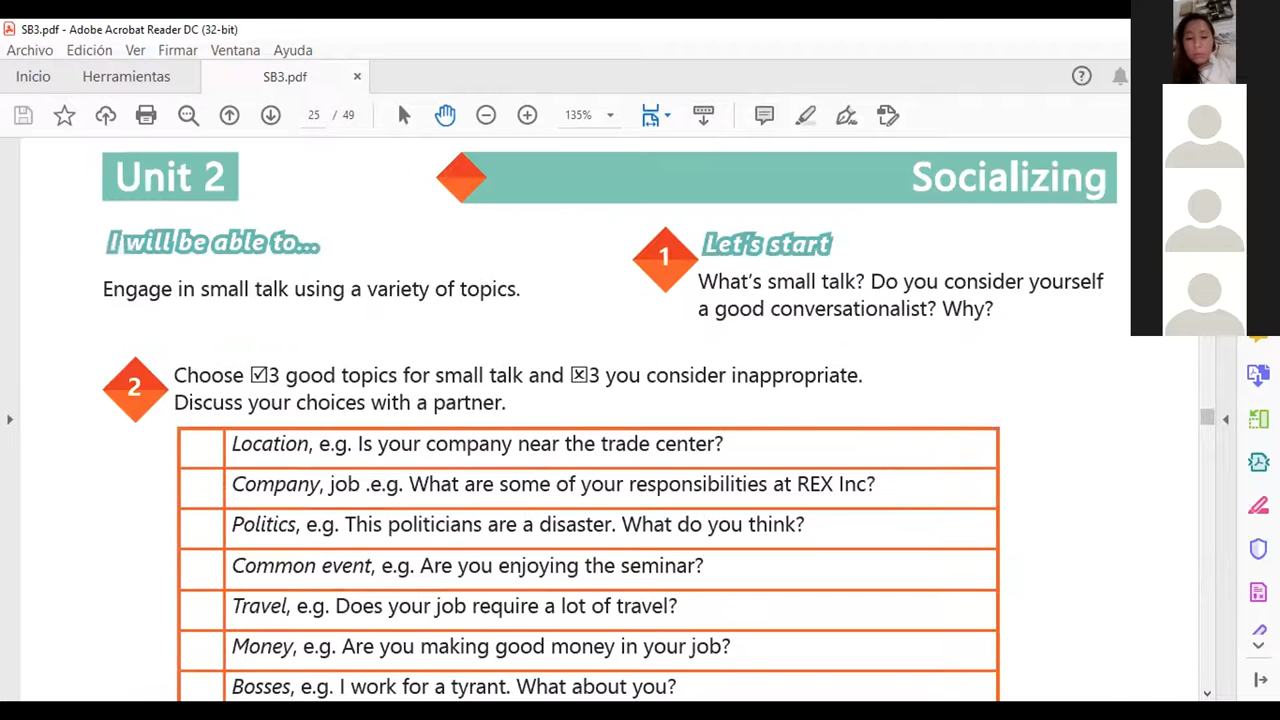 SB3.pdf - Adobe Acrobat Reader DC (32-bit)
Archivo Edición Ver Firmar Ventana Ayuda
Inicio Herramientas SB3.pdf ×
25 / 49 135%
Unit 2
Socializing
I will be able to...
Engage in small talk using a variety of topics.
1
Let's start
What's small talk? Do you consider yourself
a good conversationalist? Why?
2
Choose ☑3 good topics for small talk and ☒3 you consider inappropriate.
Discuss your choices with a partner.
Location, e.g. Is your company near the trade center?
Company, job .e.g. What are some of your responsibilities at REX Inc?
Politics, e.g. This politicians are a disaster. What do you think?
Common event, e.g. Are you enjoying the seminar?
Travel, e.g. Does your job require a lot of travel?
Money, e.g. Are you making good money in your job?
Bosses, e.g. I work for a tyrant. What about you?